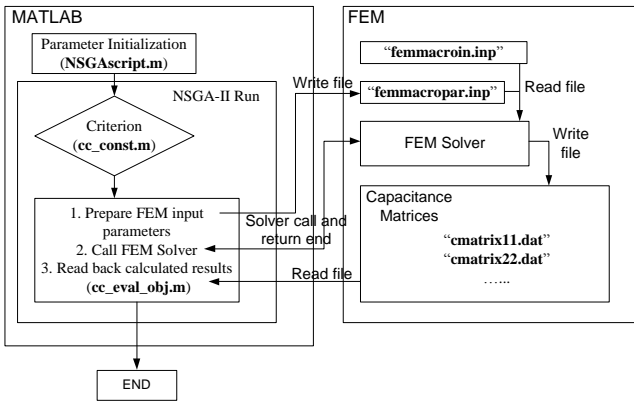 MATLAB
Parameter Initialization
(NSGAscript.m)
NSGA-II Run
Criterion
(cc_const.m)
1. Prepare FEM input
parameters
2. Call FEM Solver
3. Read back calculated results
(cc_eval_obj.m)
END
Write file
Solver call and
return end
Read file
FEM
“femmacroin.inp”
“femmacropar.inp”
Read file
FEM Solver
Write
file
Capacitance
Matrices
“cmatrix11.dat”
“cmatrix22.dat”
…...